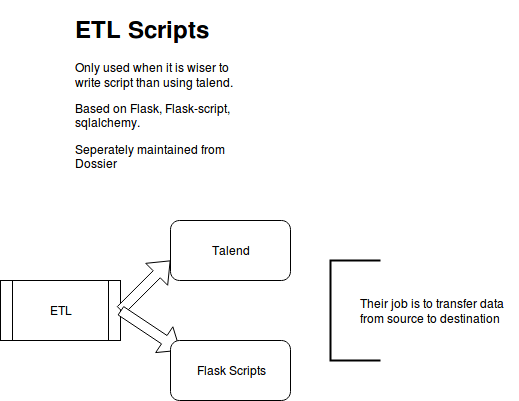 ETL Scripts
Only used when it is wiser to
write script than using talend.
Based on Flask, Flask-script,
sqlalchemy.
Seperately maintained from
Dossier
Talend
ETL
Their job is to transfer data
from source to destination
Flask Scripts